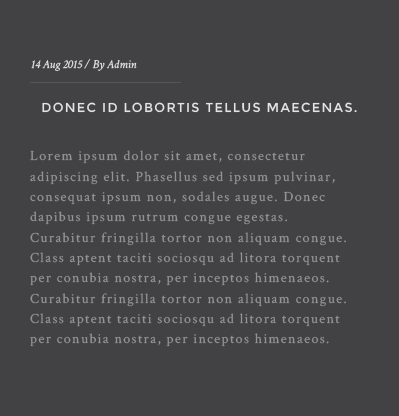 14 Aug 2015 / By Admin
DONEC ID LOBORTIS TELLUS MAECENAS.
Lorem ipsum dolor sit amet, consectetur
adipiscing elit. Phasellus sed ipsum pulvinar,
consequat ipsum non, sodales augue. Donec
dapibus ipsum rutrum congue egestas.
Curabitur fringilla tortor non aliquam congue.
Class aptent taciti sociosqu ad litora torquent
per conubia nostra, per inceptos himenaeos.
Curabitur fringilla tortor non aliquam congue.
Class aptent taciti sociosqu ad litora torquent
per conubia nostra, per inceptos himenaeos.